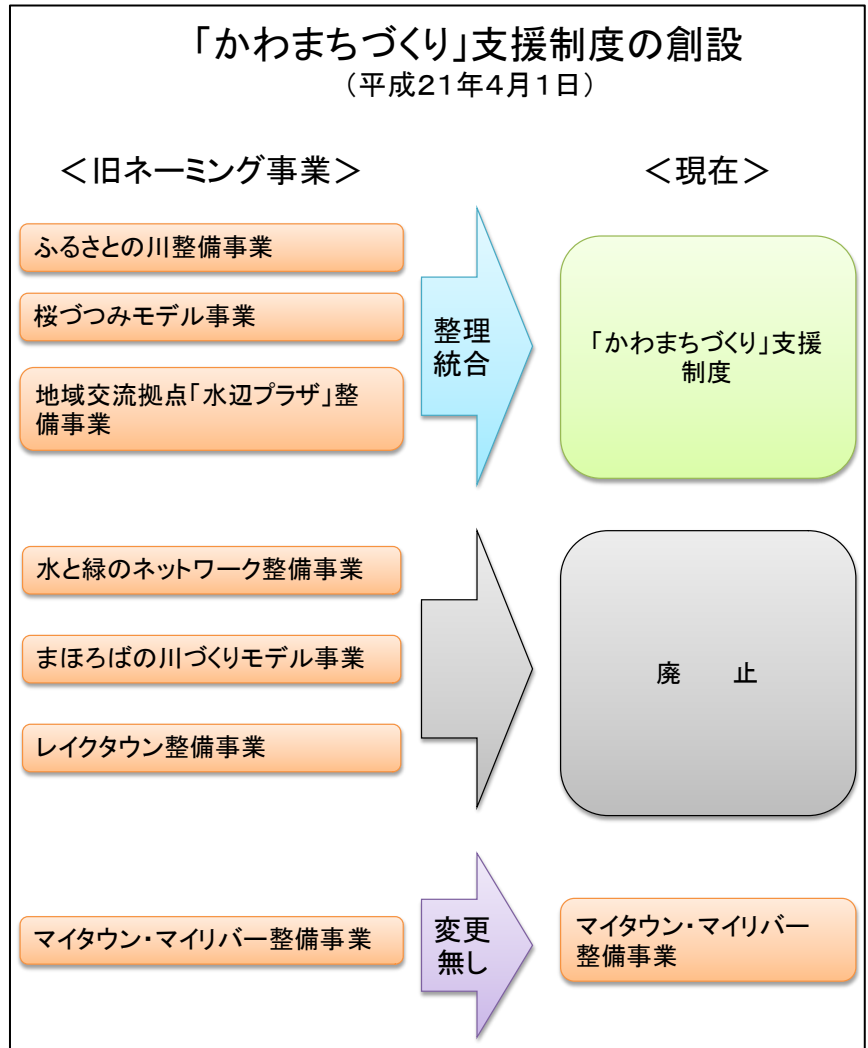 「かわまちづくり」支援制度の創設
（平成21年4月1日）
＜旧ネーミング事業＞
＜現在＞
ふるさとの川整備事業
桜づつみモデル事業
地域交流拠点「水辺プラザ」整
備事業
整理
統合
「かわまちづくり」支援
制度
水と緑のネットワーク整備事業
まほろばの川づくりモデル事業
レイクタウン整備事業
廃　　止
マイタウン・マイリバー整備事業
変更
無し
マイタウン・マイリバー
整備事業